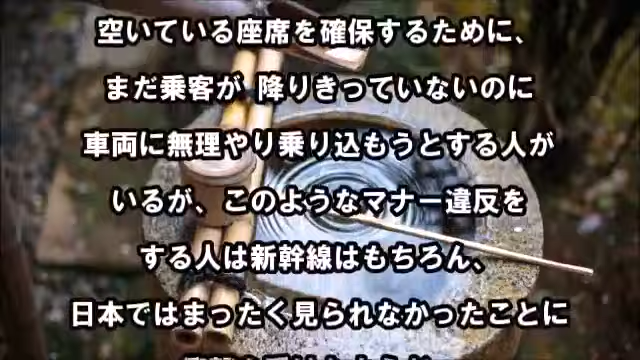 空いている座席を確保するために、
まだ乗客が 降りきっていないのに
車両に無理やり乗り込もうとする人が
いるが、このようなマナー違反を
する人は新幹線はもちろん、
日本ではまったく見られなかったことに